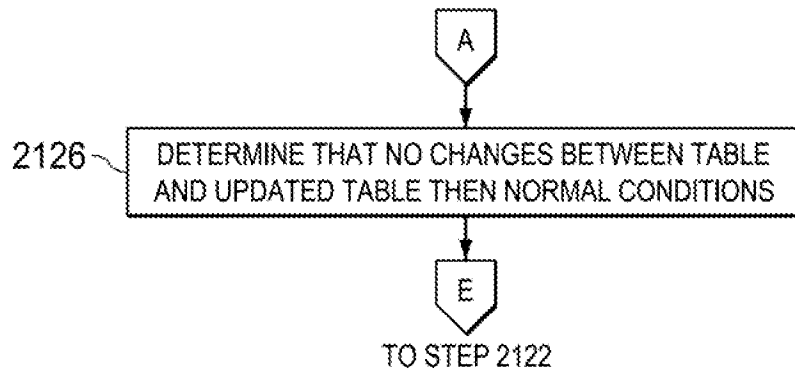 A
2126
DETERMINE THAT NO CHANGES BETWEEN TABLE
AND UPDATED TABLE THEN NORMAL CONDITIONS
E
TO STEP 2122